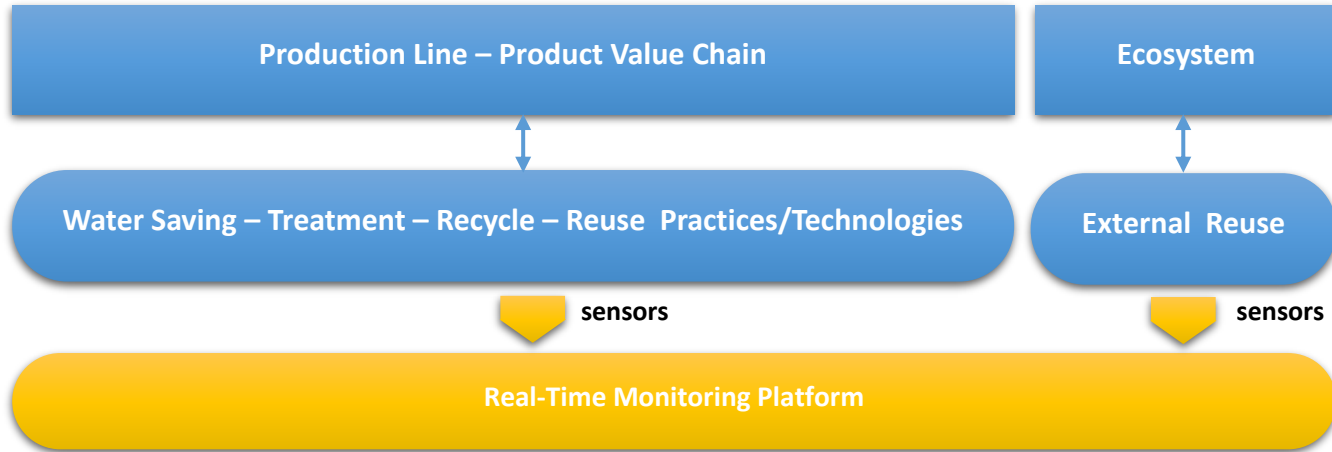 Production Line – Product Value Chain
Ecosystem
Water Saving – Treatment – Recycle – Reuse  Practices/Technologies
External  Reuse
sensors
sensors
Real-Time Monitoring Platform